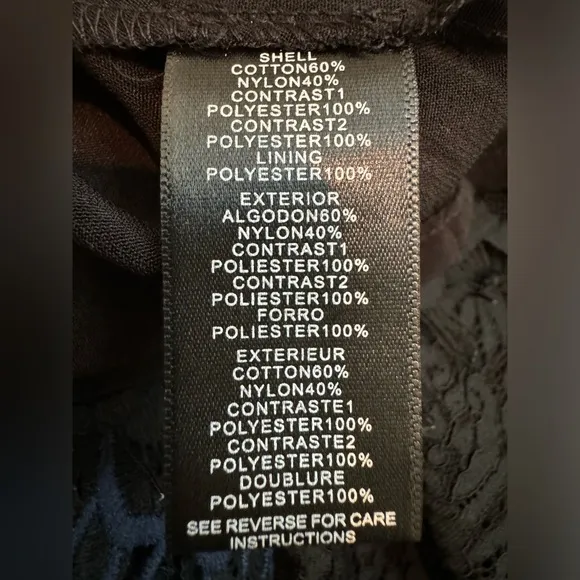 SHELL
COTTON60%
NYLON40%
CONTRAST1
POLYESTER100%
CONTRAST2
POLYESTER100%
LINING
POLYESTER100%
EXTERIOR
ALGODON60%
NYLON40%
CONTRAST1
POLIESTER100%
CONTRAST2
POLIESTER100%
FORRO
POLIESTER100%
EXTERIEUR
COTTON60%
NYLON40%
CONTRASTE1
POLYESTER100%
CONTRASTE2
POLYESTER100%
DOUBLURE
POLYESTER100%
SEE REVERSE FOR CARE
INSTRUCTIONS